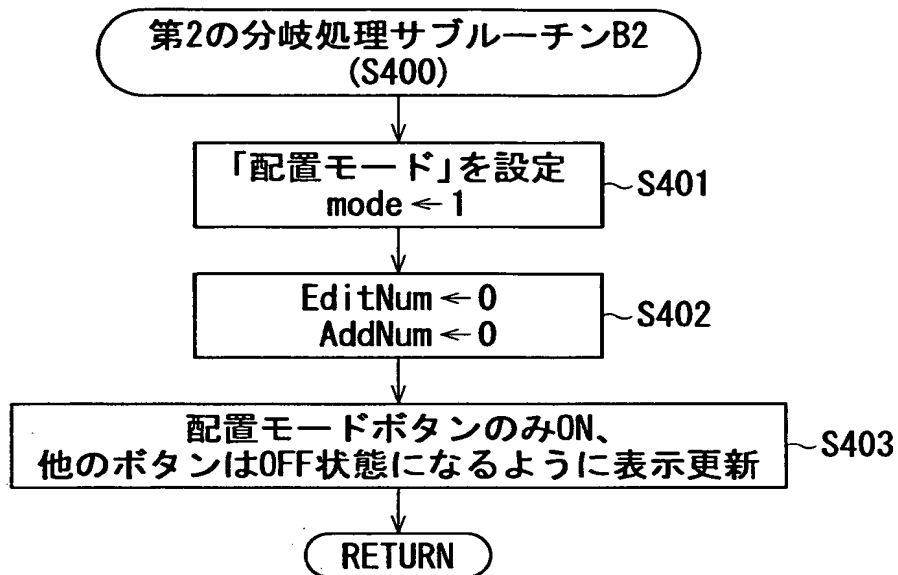 第2の分岐処理サブルーチンB2
(S400)
「配置モード」を設定
mode←1
S401
EditNum←0
AddNum←0
S402
配置モードボタンのみON、
他のボタンはOFF状態になるように表示更新
S403
RETURN